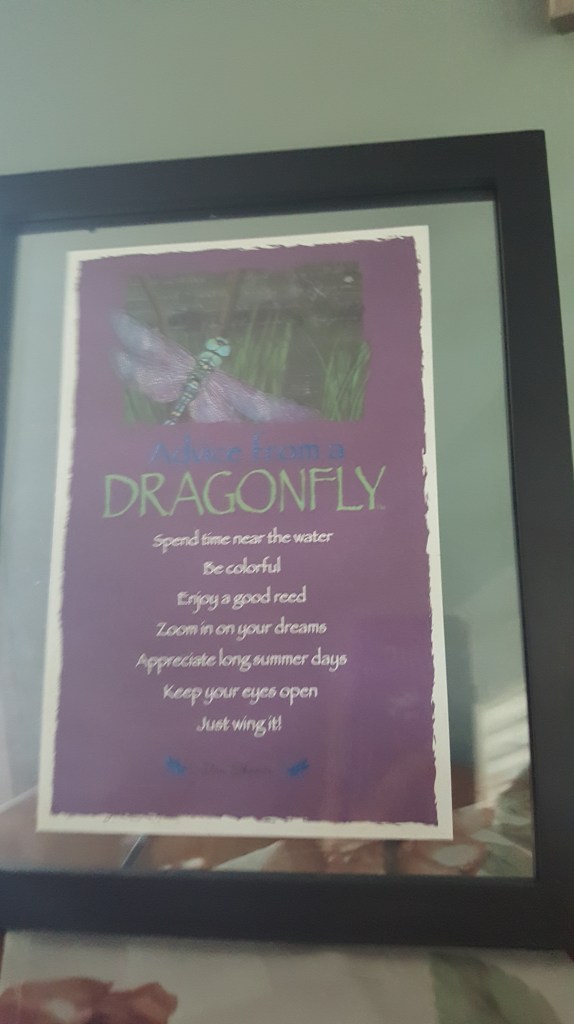 Advice from a
DRAGONFLY
Spend time near the water
Be colorful
Enjoy a good reed
Zoom in on your dreams
Appreciate long summer days
Keep your eyes open
Just wing it!